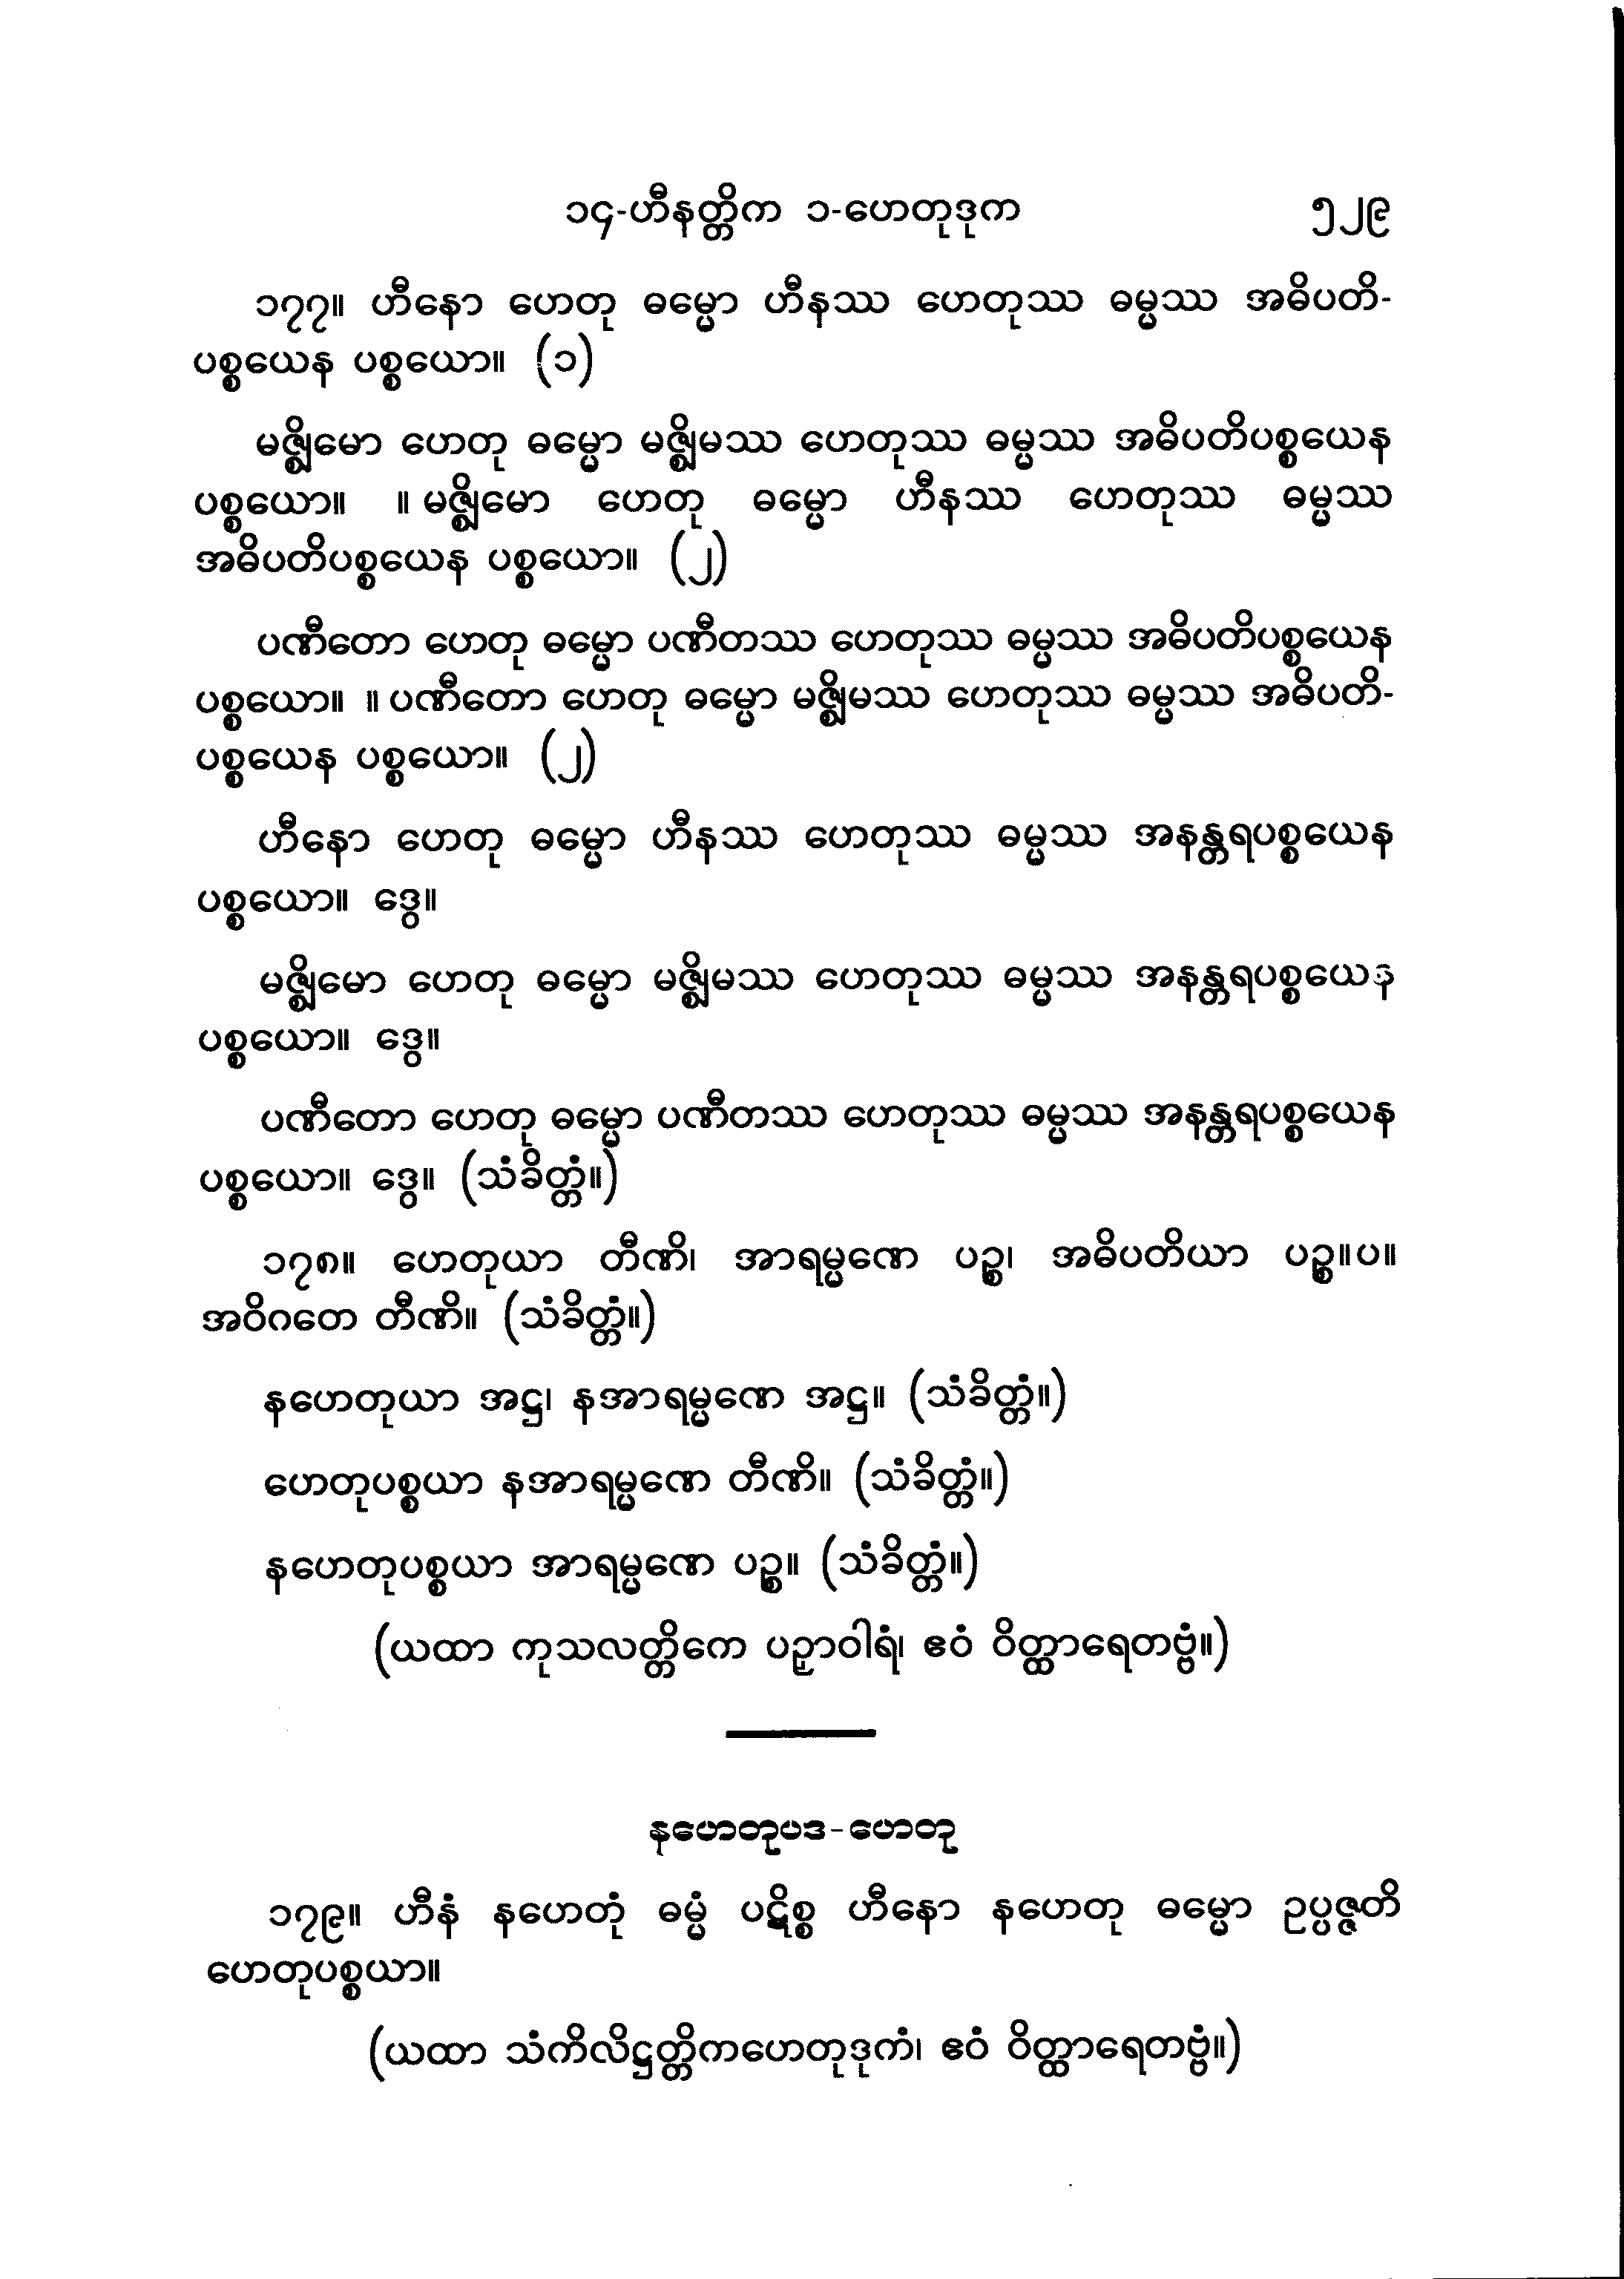 ၁၄-ဟီနတ္တိက ၁-ဟေတုဒုက ၅၂၉
၁၇၇။ ဟီနော ဟေတု ဓမ္မော ဟီနဿ ဟေတုဿ ဓမ္မဿ အဓိပတိ-
ပစ္စယေန ပစ္စယော။ (၁)
မဇ္ဈိမော ဟေတု ဓမ္မော မဇ္ဈိမဿ ဟေတုဿ ဓမ္မဿ အဓိပတိပစ္စယေန
ပစ္စယော။ ။ မဇ္ဈိမော ဟေတု ဓမ္မော ဟီနဿ ဟေတုဿ ဓမ္မဿ
အဓိပတိပစ္စယေန ပစ္စယော။ (၂)
ပဏီတော ဟေတု ဓမ္မော ပဏီတဿ ဟေတုဿ ဓမ္မဿ အဓိပတိပစ္စယေန
ပစ္စယော။ ။ ပဏီတော ဟေတု ဓမ္မော မဇ္ဈိမဿ ဟေတုဿ ဓမ္မဿ အဓိပတိ-
ပစ္စယေန ပစ္စယော။ (၂)
ဟီနော ဟေတု ဓမ္မော ဟီနဿ ဟေတုဿ ဓမ္မဿ အနန္တရပစ္စယေန
ပစ္စယော။ ဒွေ။
မဇ္ဈိမော ဟေတု ဓမ္မော မဇ္ဈိမဿ ဟေတုဿ ဓမ္မဿ အနန္တရပစ္စယေန
ပစ္စယော။ ဒွေ။
ပဏီတော ဟေတု ဓမ္မော ပဏီတဿ ဟေတုဿ ဓမ္မဿ အနန္တရပစ္စယေန
ပစ္စယော။ ဒွေ။ (သံခိတ္တံ။)
၁၇၈။ ဟေတုယာ တီဏိ၊ အာရမ္မဏေ ပဉ္စ၊ အဓိပတိယာ ပဉ္စ။ပ။
အဝိဂတေ တီဏိ။ (သံခိတ္တံ။)
နဟေတုယာ အဋ္ဌ၊ နအာရမ္မဏေ အဋ္ဌ။ (သံခိတ္တံ။)
ဟေတုပစ္စယာ နအာရမ္မဏေ တီဏိ။ (သံခိတ္တံ။)
နဟေတုပစ္စယာ အာရမ္မဏေ ပဉ္စ။ (သံခိတ္တံ။)
(ယထာ ကုသလတ္တိကေ ပဉှာဝါရံ၊ ဧဝံ ဝိတ္ထာရေတဗ္ဗံ။)
နဟေတုပဒ-ဟေတု
၁၇၉။ ဟီနံ နဟေတုံ ဓမ္မံ ပဋိစ္စ ဟီနော နဟေတု ဓမ္မော ဥပ္ပဇ္ဇတိ
ဟေတုပစ္စယာ။
(ယထာ သံကိလိဋ္ဌတ္တိကဟေတုဒုကံ၊ ဧဝံ ဝိတ္ထာရေတဗ္ဗံ။)